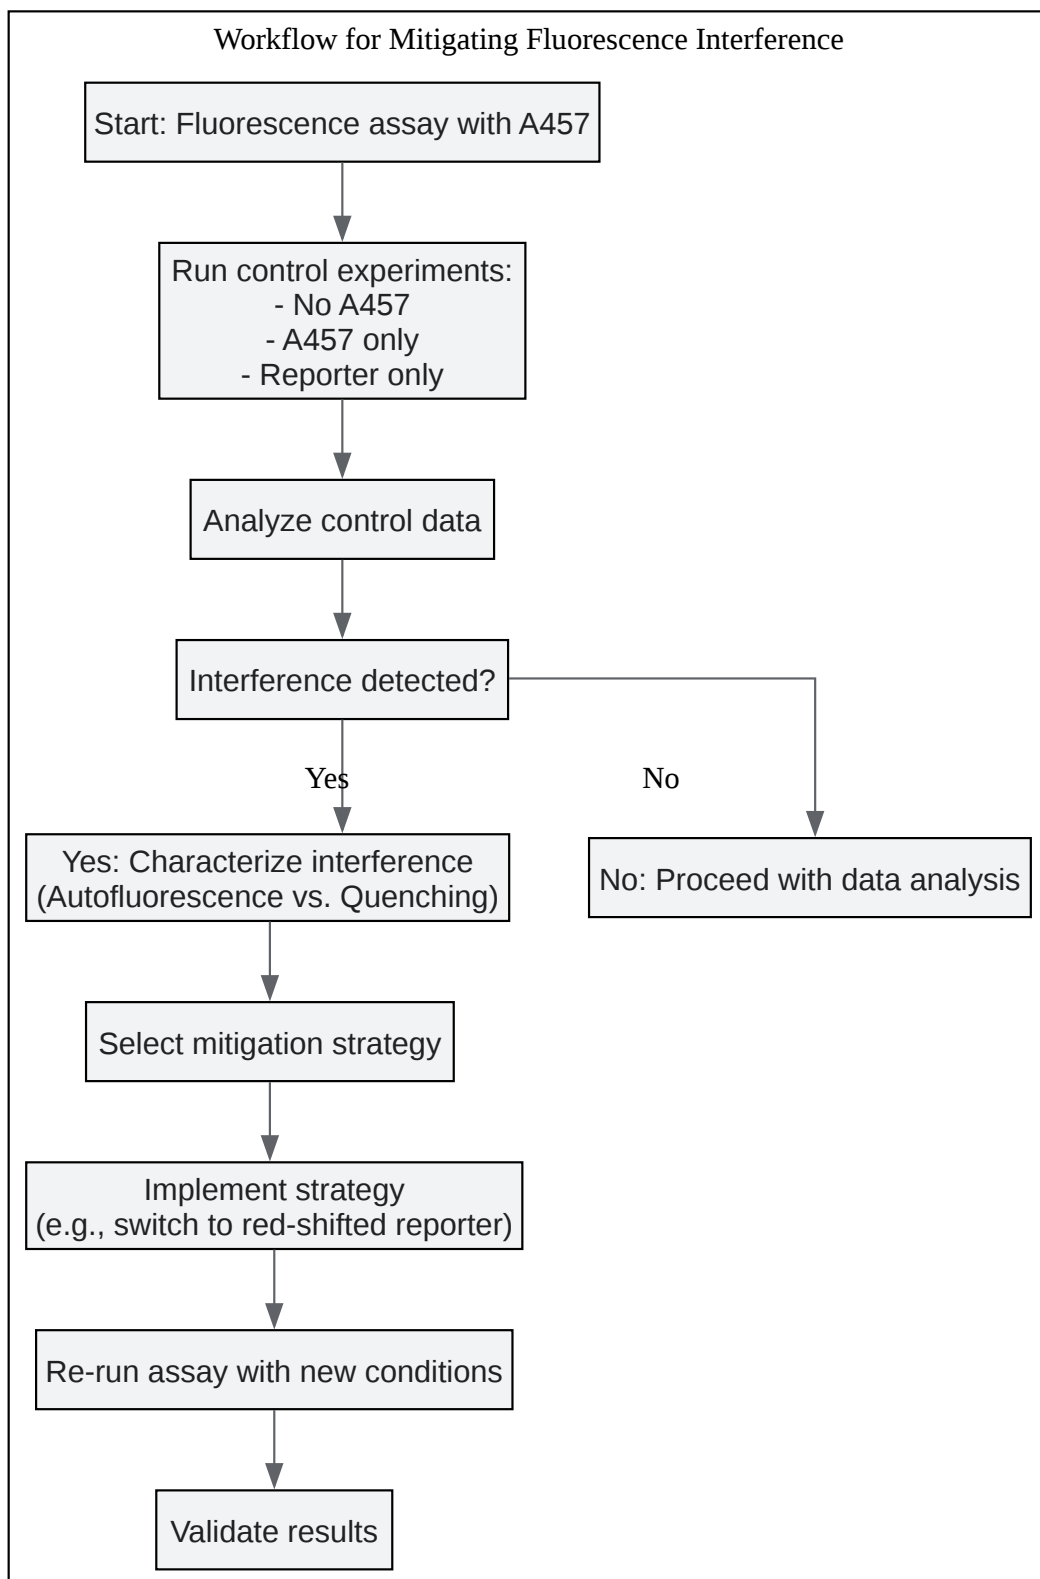 Workflow for Mitigating Fluorescence Interference
Start: Fluorescence assay with A457
Run control experiments:
- No A457
- A457 only
- Reporter only
Analyze control data
Interference detected?
Yes
No
Yes: Characterize interference
(Autofluorescence vs. Quenching)
No: Proceed with data analysis
Select mitigation strategy
Implement strategy
(e.g., switch to red-shifted reporter)
Re-run assay with new conditions
Validate results